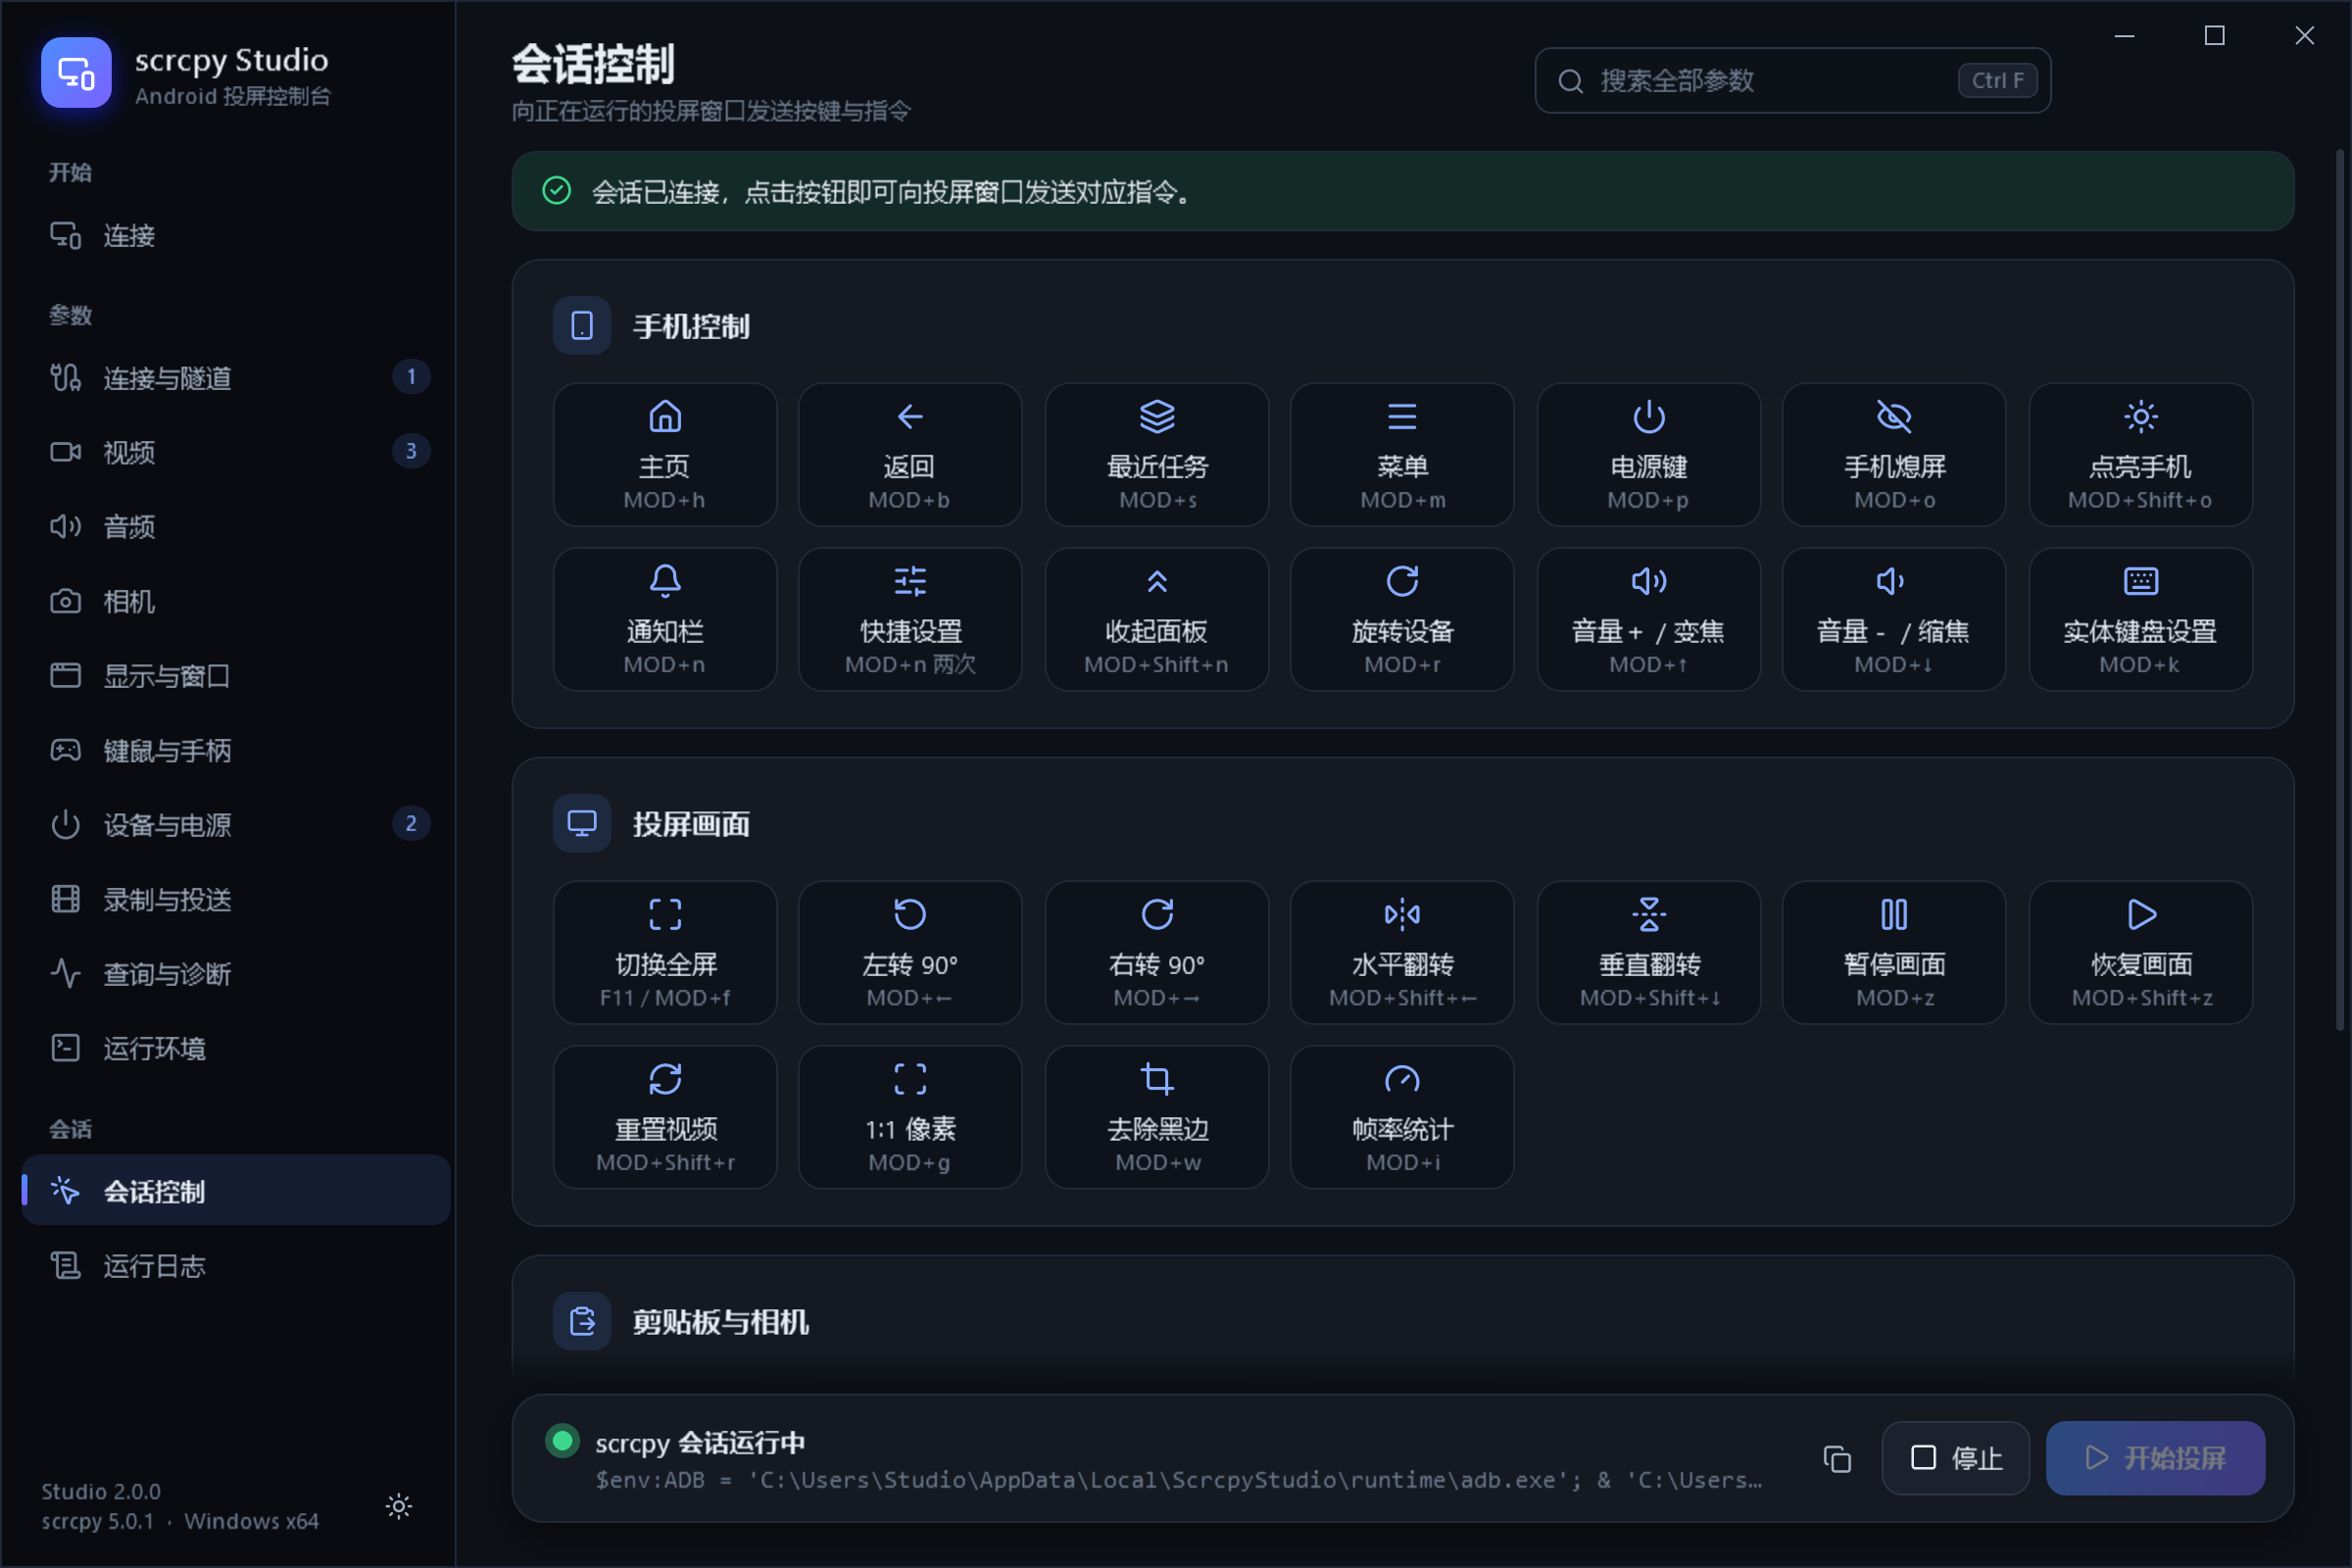 scrcpy Studio
Android 投屏控制台
开始
连接
参数
连接与隧道 1
视频 3
音频
相机
显示与窗口
键鼠与手柄
设备与电源 2
录制与投送
查询与诊断
运行环境
会话
会话控制
运行日志
Studio 2.0.0
scrcpy 5.0.1 · Windows x64
会话控制
向正在运行的投屏窗口发送按键与指令
搜索全部参数 Ctrl F
会话已连接，点击按钮即可向投屏窗口发送对应指令。
手机控制
主页
MOD+h
返回
MOD+b
最近任务
MOD+s
菜单
MOD+m
电源键
MOD+p
手机熄屏
MOD+o
点亮手机
MOD+Shift+o
通知栏
MOD+n
快捷设置
MOD+n 两次
收起面板
MOD+Shift+n
旋转设备
MOD+r
音量 + / 变焦
MOD+↑
音量 - / 缩焦
MOD+↓
实体键盘设置
MOD+k
投屏画面
切换全屏
F11 / MOD+f
左转 90°
MOD+←
右转 90°
MOD+→
水平翻转
MOD+Shift+←
垂直翻转
MOD+Shift+↓
暂停画面
MOD+z
恢复画面
MOD+Shift+z
重置视频
MOD+Shift+r
1:1 像素
MOD+g
去除黑边
MOD+w
帧率统计
MOD+i
剪贴板与相机
scrcpy 会话运行中
$env:ADB = 'C:\Users\Studio\AppData\Local\ScrcpyStudio\runtime\adb.exe'; & 'C:\Users…
停止
开始投屏